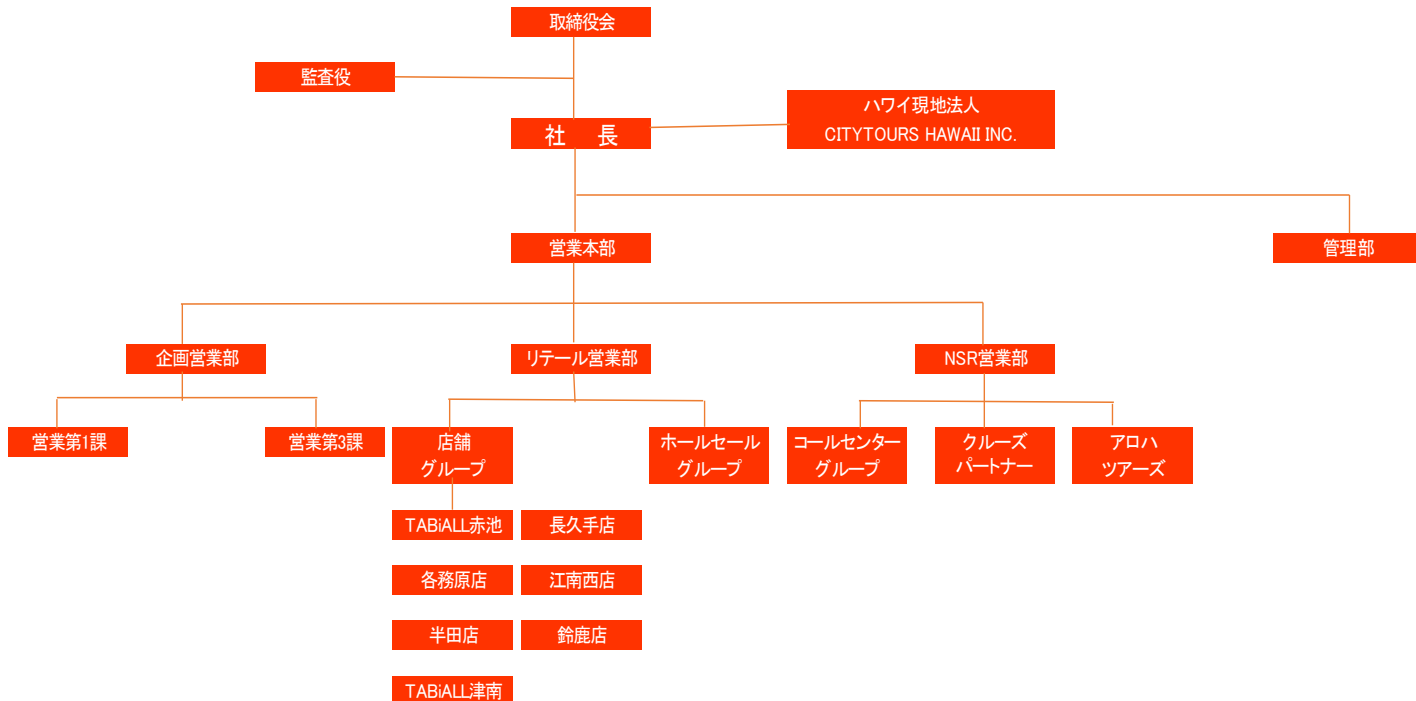 取締役会
監査役
ハワイ現地法人
CITYTOURS HAWAII INC.
社　長
営業本部
管理部
企画営業部
リテール営業部
NSR営業部
営業第1課
営業第3課
店舗
グループ
ホールセール
グループ
コールセンター
グループ
クルーズ
パートナー
アロハ
ツアーズ
TABiALL赤池
長久手店
各務原店
江南西店
半田店
鈴鹿店
TABiALL津南